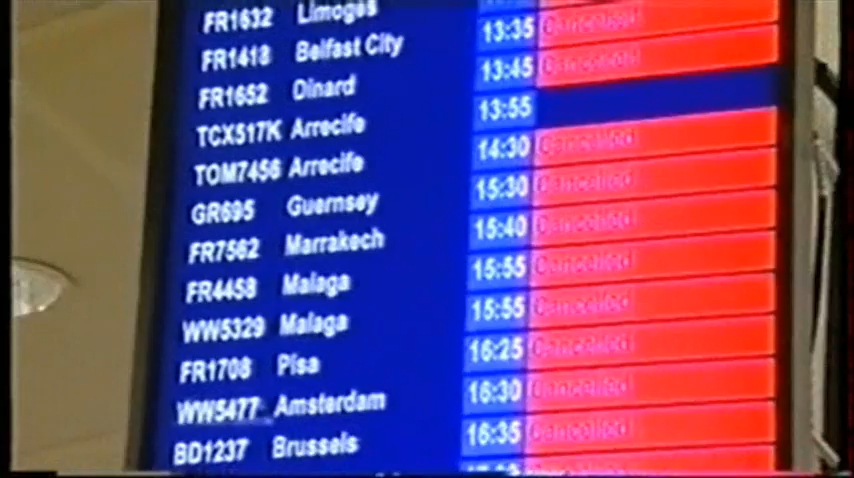 FR1632 Limoges
FR1418 Belfast City 13:35 Cancelled
FR1652 Dinard 13:45 Cancelled
TCX517K Arrecife 13:55
TOM7456 Arrecife 14:30 Cancelled
GR695 Guernsey 15:30 Cancelled
FR7562 Marrakech 15:40 Cancelled
FR4458 Malaga 15:55 Cancelled
WW5329 Malaga 15:55 Cancelled
FR1708 Pisa 16:25 Cancelled
WW5477 Amsterdam 16:30 Cancelled
BD1237 Brussels 16:35 Cancelled